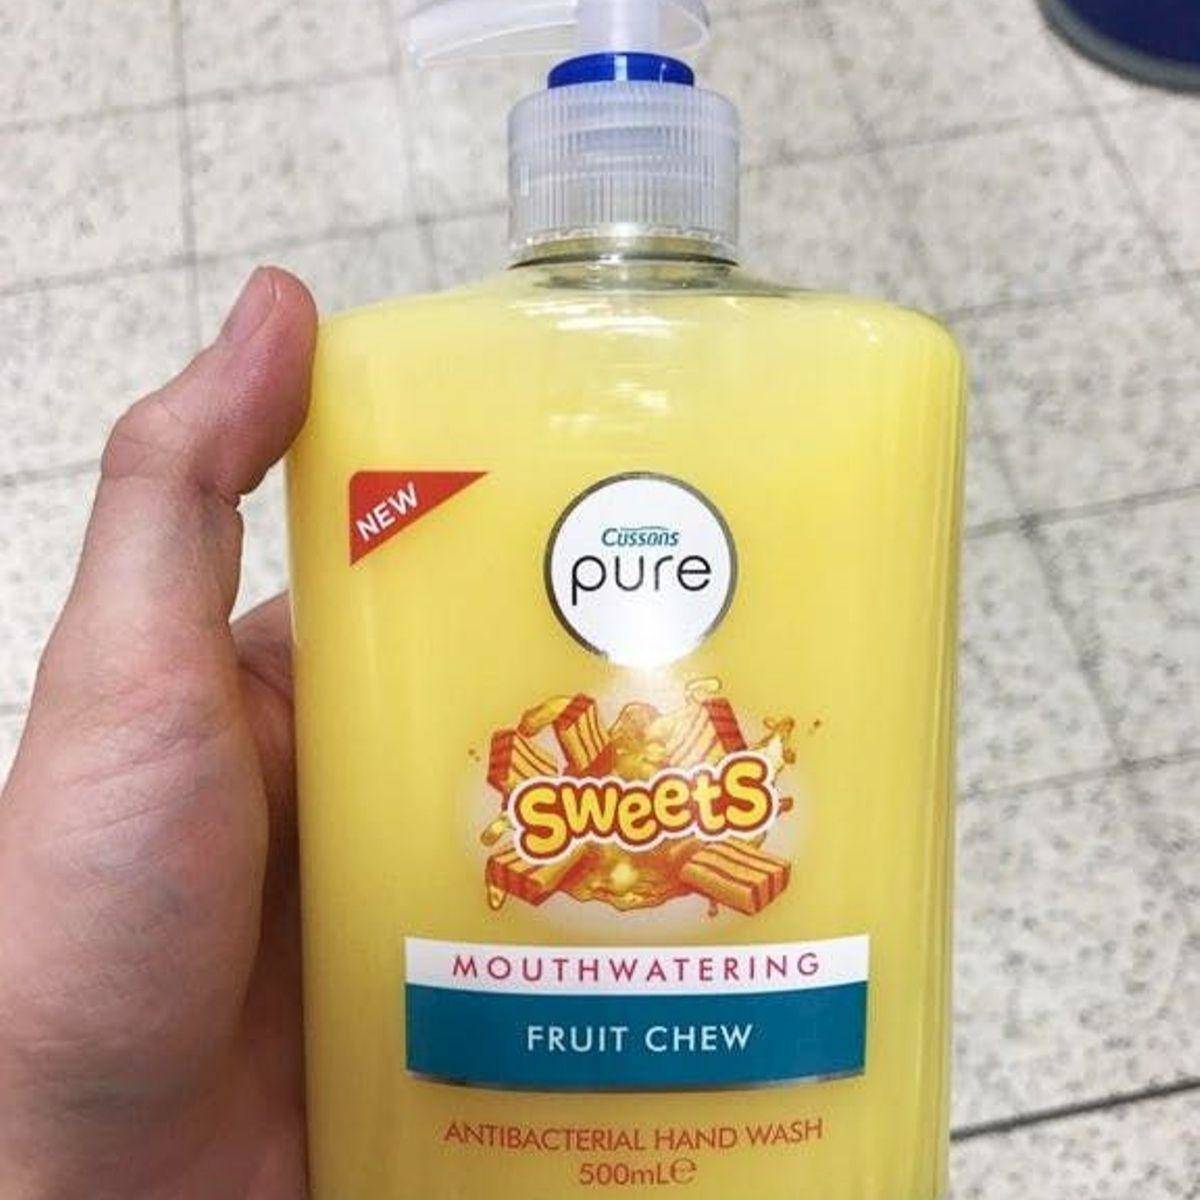 NEW
Cussons
pure
Sweets
MOUTHWATERING
FRUIT CHEW
ANTIBACTERIAL HAND WASH
500mL℮